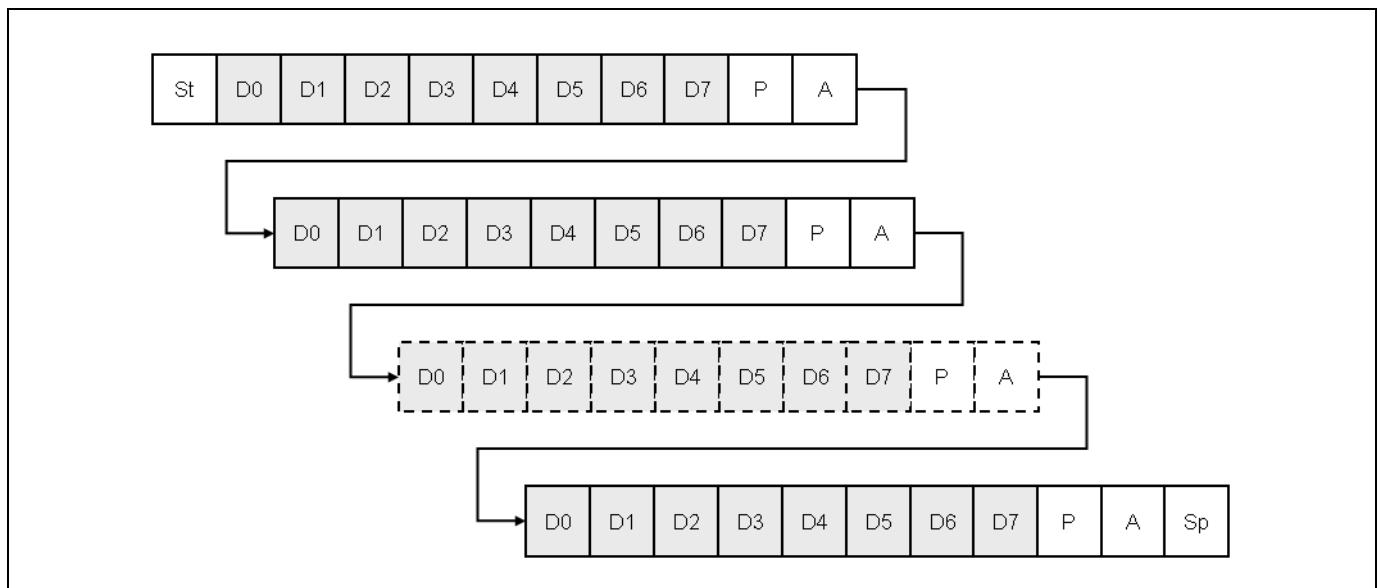 St D0 D1 D2 D3 D4 D5 D6 D7 P A
D0 D1 D2 D3 D4 D5 D6 D7 P A
D0 D1 D2 D3 D4 D5 D6 D7 P A
D0 D1 D2 D3 D4 D5 D6 D7 P A Sp